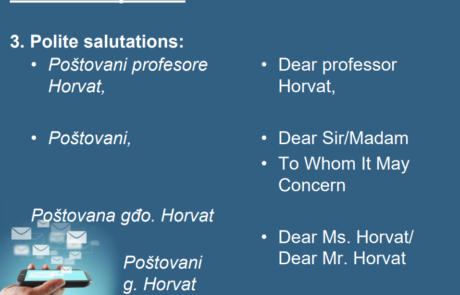 3. Polite salutations:
• Poštovani profesore
Horvat,
• Poštovani,
Poštovana gđo. Horvat
Poštovani
g. Horvat
• Dear professor
Horvat,
• Dear Sir/Madam
• To Whom It May
Concern
• Dear Ms. Horvat/
Dear Mr. Horvat